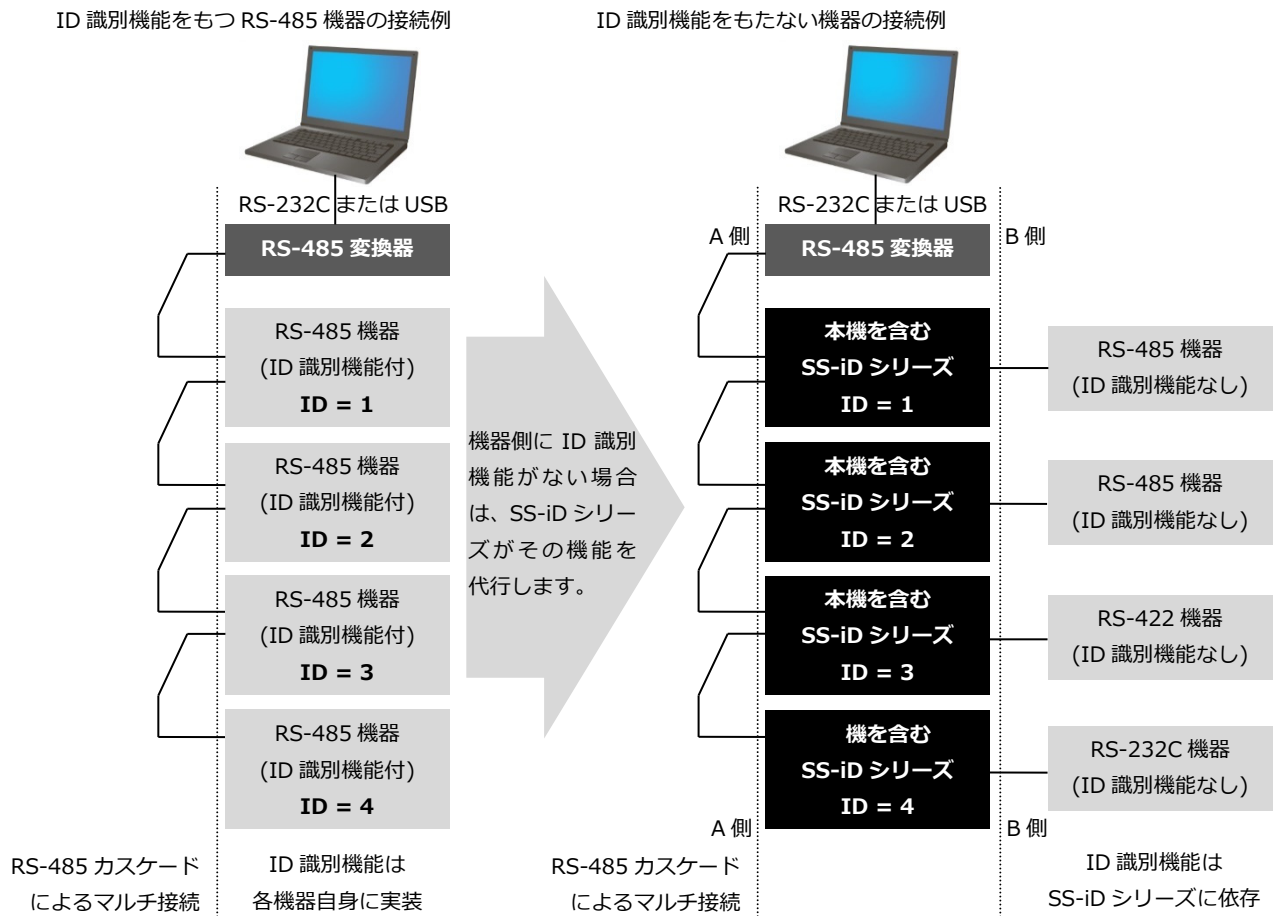 ID 識別機能をもつ RS-485 機器の接続例
RS-232C または USB
RS-485 変換器
RS-485 機器
(ID 識別機能付)
ID = 1
RS-485 機器
(ID 識別機能付)
ID = 2
RS-485 機器
(ID 識別機能付)
ID = 3
RS-485 機器
(ID 識別機能付)
ID = 4
RS-485 カスケード
によるマルチ接続
ID 識別機能は
各機器自身に実装
機器側に ID 識別
機能がない場合
は、SS-iD シリー
ズがその機能を
代行します。
ID 識別機能をもたない機器の接続例
RS-232C または USB
A 側
RS-485 変換器
B 側
本機を含む
SS-iD シリーズ
ID = 1
RS-485 機器
(ID 識別機能なし)
本機を含む
SS-iD シリーズ
ID = 2
RS-485 機器
(ID 識別機能なし)
本機を含む
SS-iD シリーズ
ID = 3
RS-422 機器
(ID 識別機能なし)
機を含む
SS-iD シリーズ
ID = 4
RS-232C 機器
(ID 識別機能なし)
A 側
B 側
RS-485 カスケード
によるマルチ接続
ID 識別機能は
SS-iD シリーズに依存